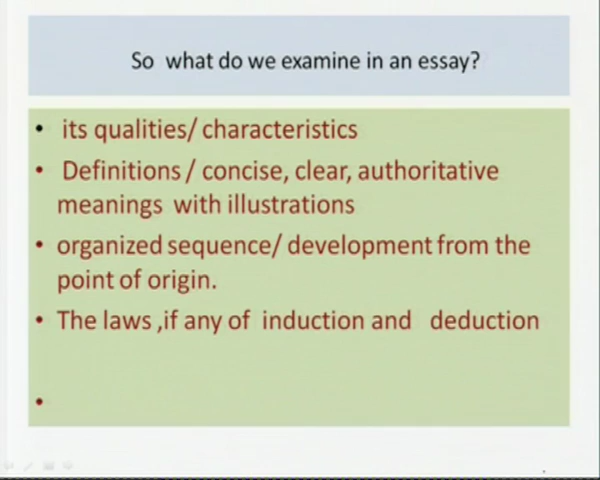 So what do we examine in an essay?
• its qualities/ characteristics
• Definitions / concise, clear, authoritative
meanings with illustrations
• organized sequence/ development from the
point of origin.
• The laws ,if any of induction and deduction
•